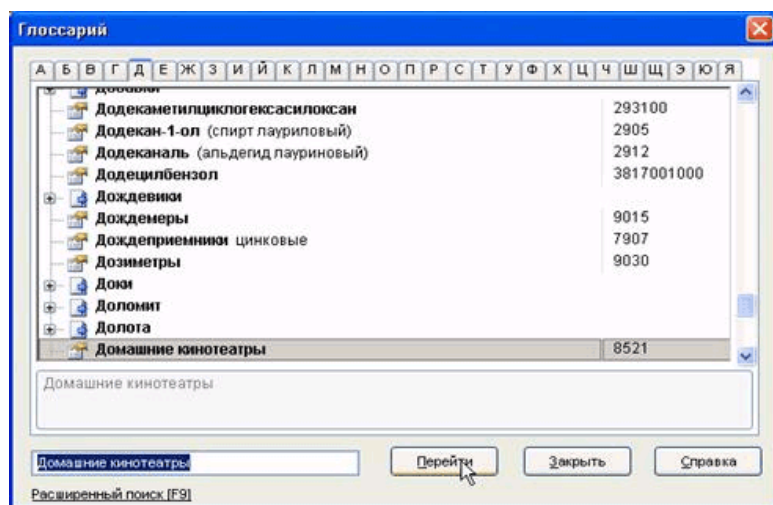 Глоссарий
А Б В Г Д Е Ж З И Й К Л М Н О П Р С Т У Ф Х Ц Ч Ш Щ Э Ю Я
Добавки
Додекаметилциклогексасилоксан 293100
Додекан-1-ол (спирт лауриловый) 2905
Додеканаль (альдегид лауриновый) 2912
Додецилбензол 3817001000
Дождевики
Дождемеры 9015
Дождеприемники цинковые 7907
Дозиметры 9030
Доки
Доломит
Долота
Домашние кинотеатры 8521
Домашние кинотеатры
Домашние кинотеатры Перейти Закрыть Справка
Расширенный поиск [F9]